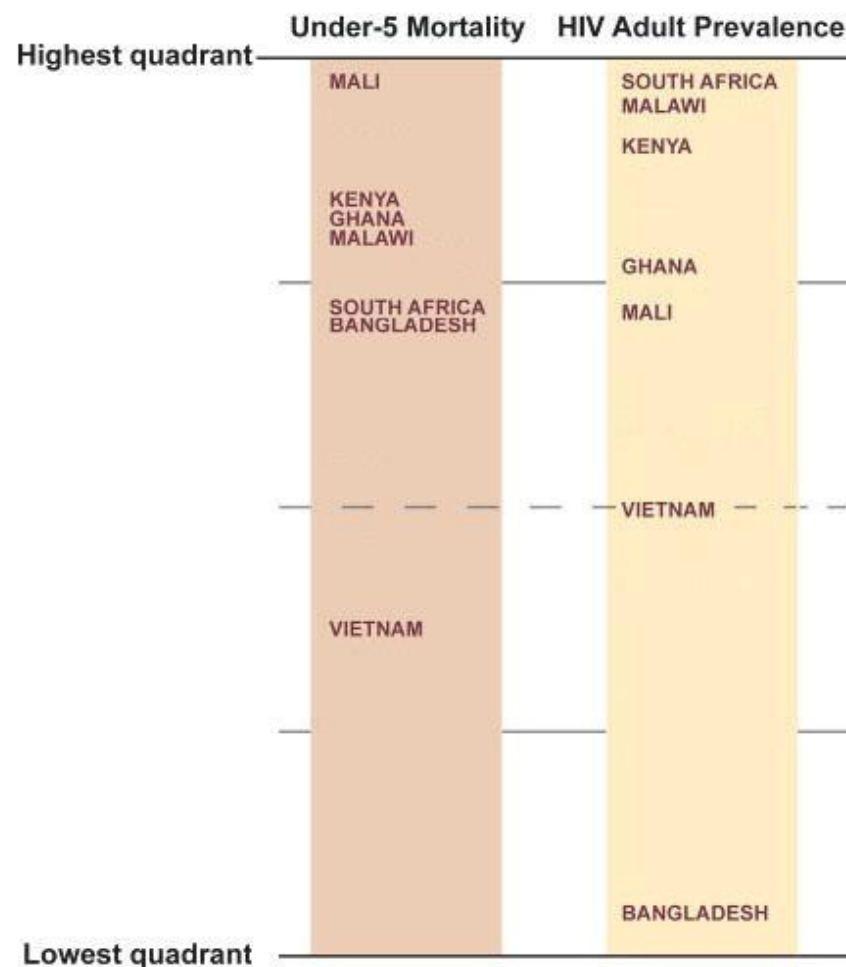 Under-5 Mortality HIV Adult Prevalence
Highest quadrant
MALI
KENYA
GHANA
MALAWI
SOUTH AFRICA
BANGLADESH
VIETNAM
SOUTH AFRICA
MALAWI
KENYA
GHANA
MALI
VIETNAM
BANGLADESH
Lowest quadrant